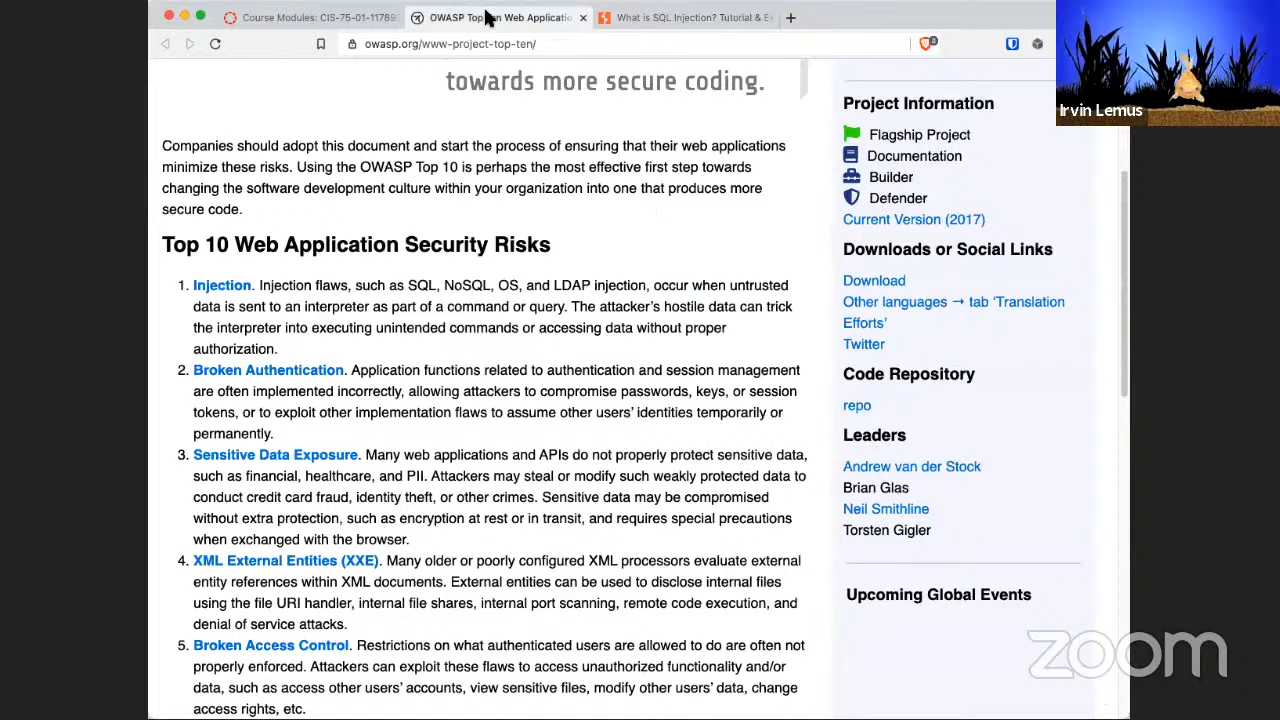 Course Modules: CIS-75-01-11789
OWASP Top Ten Web Applicatio
What is SQL Injection? Tutorial & Ex
owasp.org/www-project-top-ten/
Irvin Lemus
towards more secure coding.
Companies should adopt this document and start the process of ensuring that their web applications
minimize these risks. Using the OWASP Top 10 is perhaps the most effective first step towards
changing the software development culture within your organization into one that produces more
secure code.
Top 10 Web Application Security Risks
1. Injection. Injection flaws, such as SQL, NoSQL, OS, and LDAP injection, occur when untrusted
data is sent to an interpreter as part of a command or query. The attacker's hostile data can trick
the interpreter into executing unintended commands or accessing data without proper
authorization.
2. Broken Authentication. Application functions related to authentication and session management
are often implemented incorrectly, allowing attackers to compromise passwords, keys, or session
tokens, or to exploit other implementation flaws to assume other users' identities temporarily or
permanently.
3. Sensitive Data Exposure. Many web applications and APIs do not properly protect sensitive data,
such as financial, healthcare, and PII. Attackers may steal or modify such weakly protected data to
conduct credit card fraud, identity theft, or other crimes. Sensitive data may be compromised
without extra protection, such as encryption at rest or in transit, and requires special precautions
when exchanged with the browser.
4. XML External Entities (XXE). Many older or poorly configured XML processors evaluate external
entity references within XML documents. External entities can be used to disclose internal files
using the file URI handler, internal file shares, internal port scanning, remote code execution, and
denial of service attacks.
5. Broken Access Control. Restrictions on what authenticated users are allowed to do are often not
properly enforced. Attackers can exploit these flaws to access unauthorized functionality and/or
data, such as access other users' accounts, view sensitive files, modify other users' data, change
access rights, etc.
Project Information
Flagship Project
Documentation
Builder
Defender
Current Version (2017)
Downloads or Social Links
Download
Other languages → tab 'Translation
Efforts'
Twitter
Code Repository
repo
Leaders
Andrew van der Stock
Brian Glas
Neil Smithline
Torsten Gigler
Upcoming Global Events
zoom